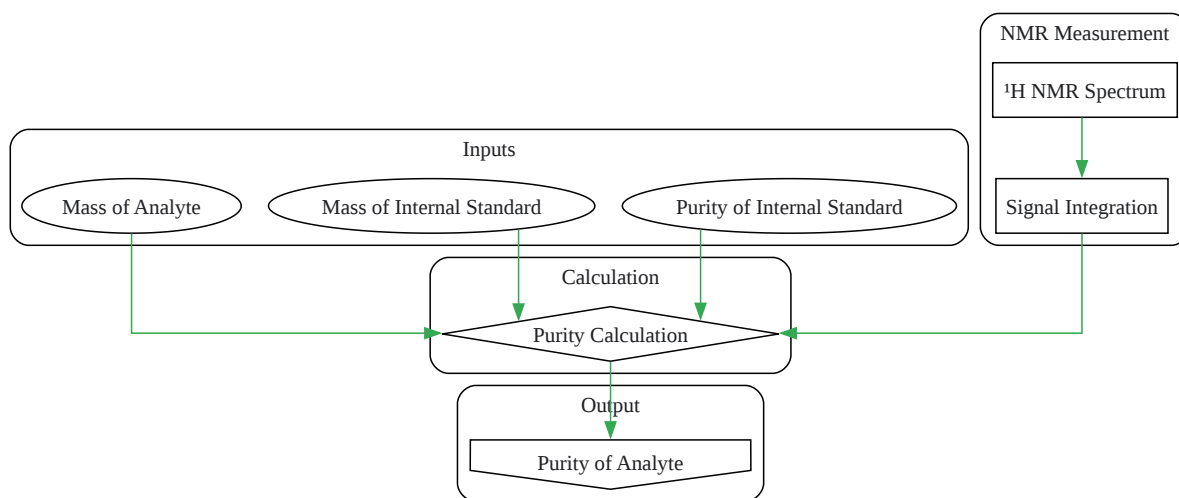 NMR Measurement
¹H NMR Spectrum
Signal Integration
Inputs
Mass of Analyte
Mass of Internal Standard
Purity of Internal Standard
Calculation
Purity Calculation
Output
Purity of Analyte